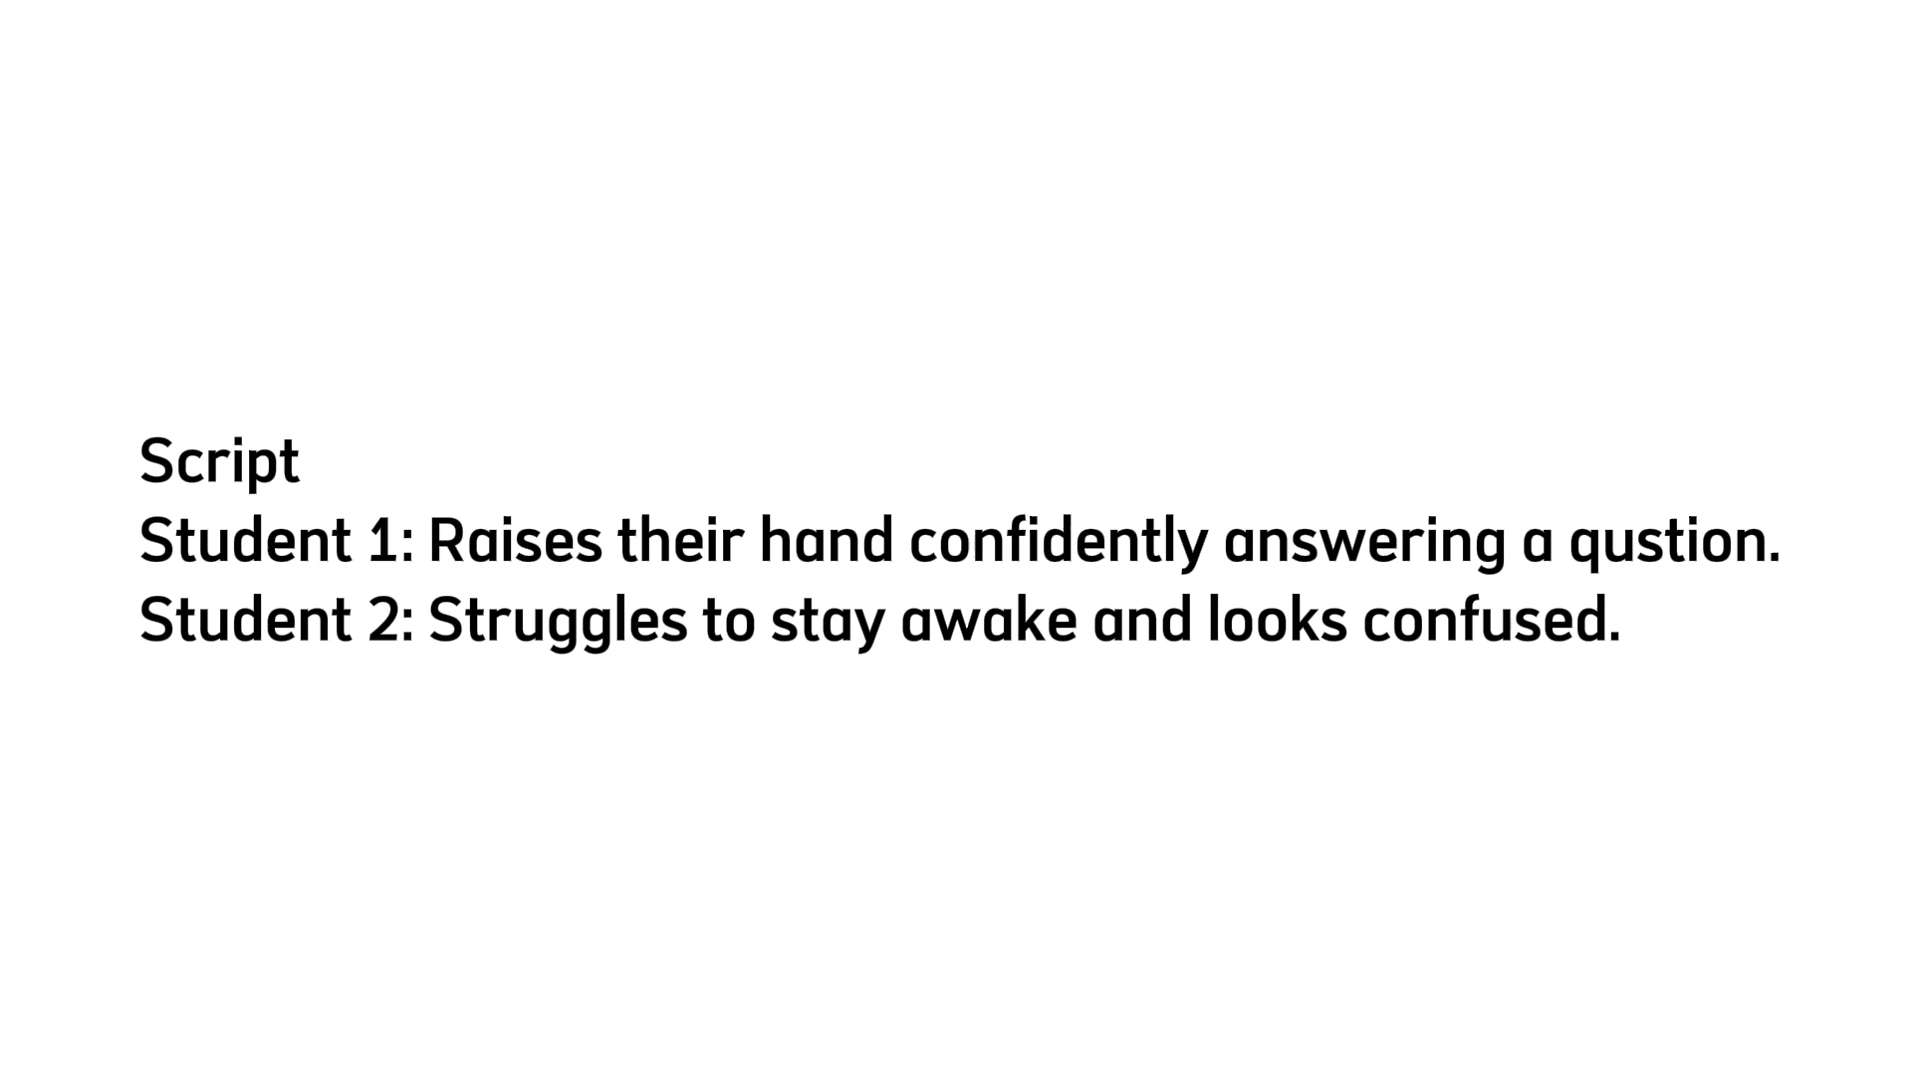 Script
Student 1: Raises their hand confidently answering a qustion.
Student 2: Struggles to stay awake and looks confused.